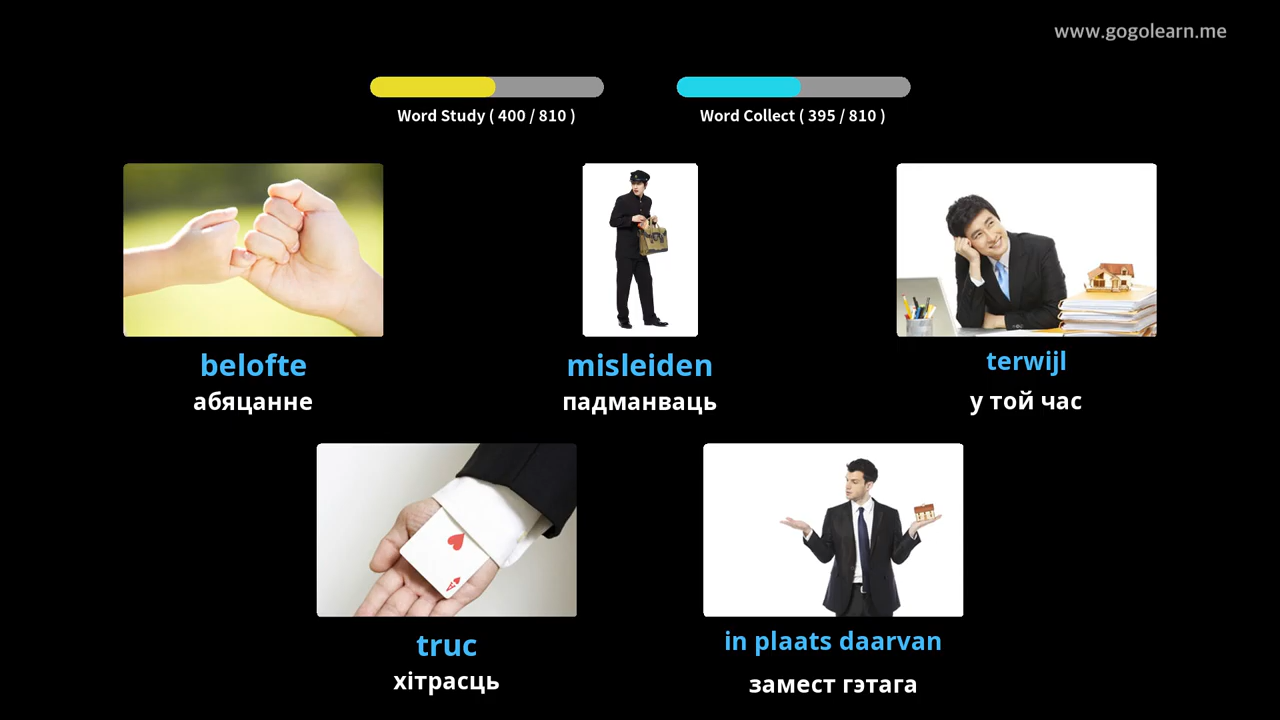 www.gogolearn.me
Word Study ( 400 / 810 )
Word Collect ( 395 / 810 )
belofte
абяцанне
misleiden
падманваць
terwijl
у той час
truc
хітрасць
in plaats daarvan
замест гэтага